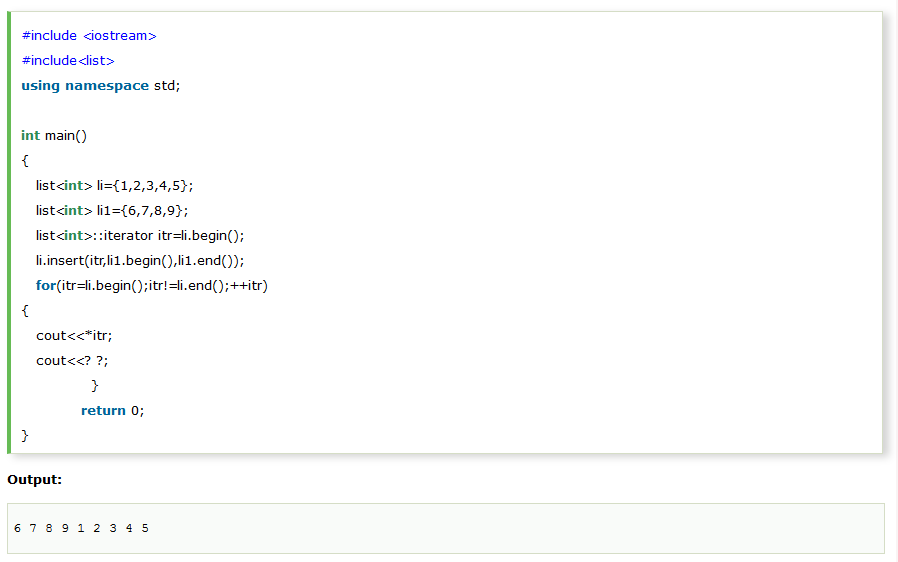 #include <iostream>
#include<list>
using namespace std;
int main()
{
list<int> li={1,2,3,4,5};
list<int> li1={6,7,8,9};
list<int>::iterator itr=li.begin();
li.insert(itr,li1.begin(),li1.end());
for(itr=li.begin();itr!=li.end();++itr)
{
cout<<*itr;
cout<<? ?;
}
return 0;
}
Output:
6 7 8 9 1 2 3 4 5